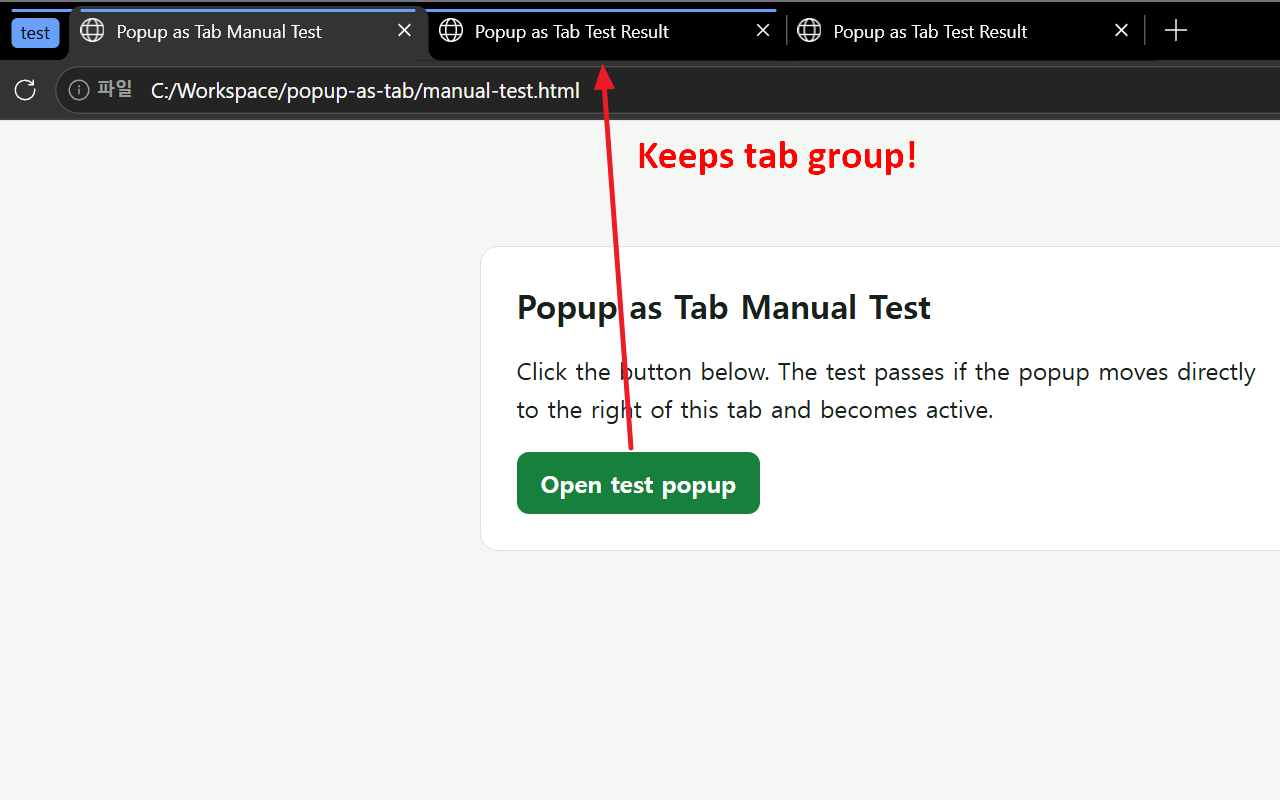 test
Popup as Tab Manual Test
Popup as Tab Test Result
Popup as Tab Test Result
파일 C:/Workspace/popup-as-tab/manual-test.html
Keeps tab group!
Popup as Tab Manual Test
Click the button below. The test passes if the popup moves directly
to the right of this tab and becomes active.
Open test popup